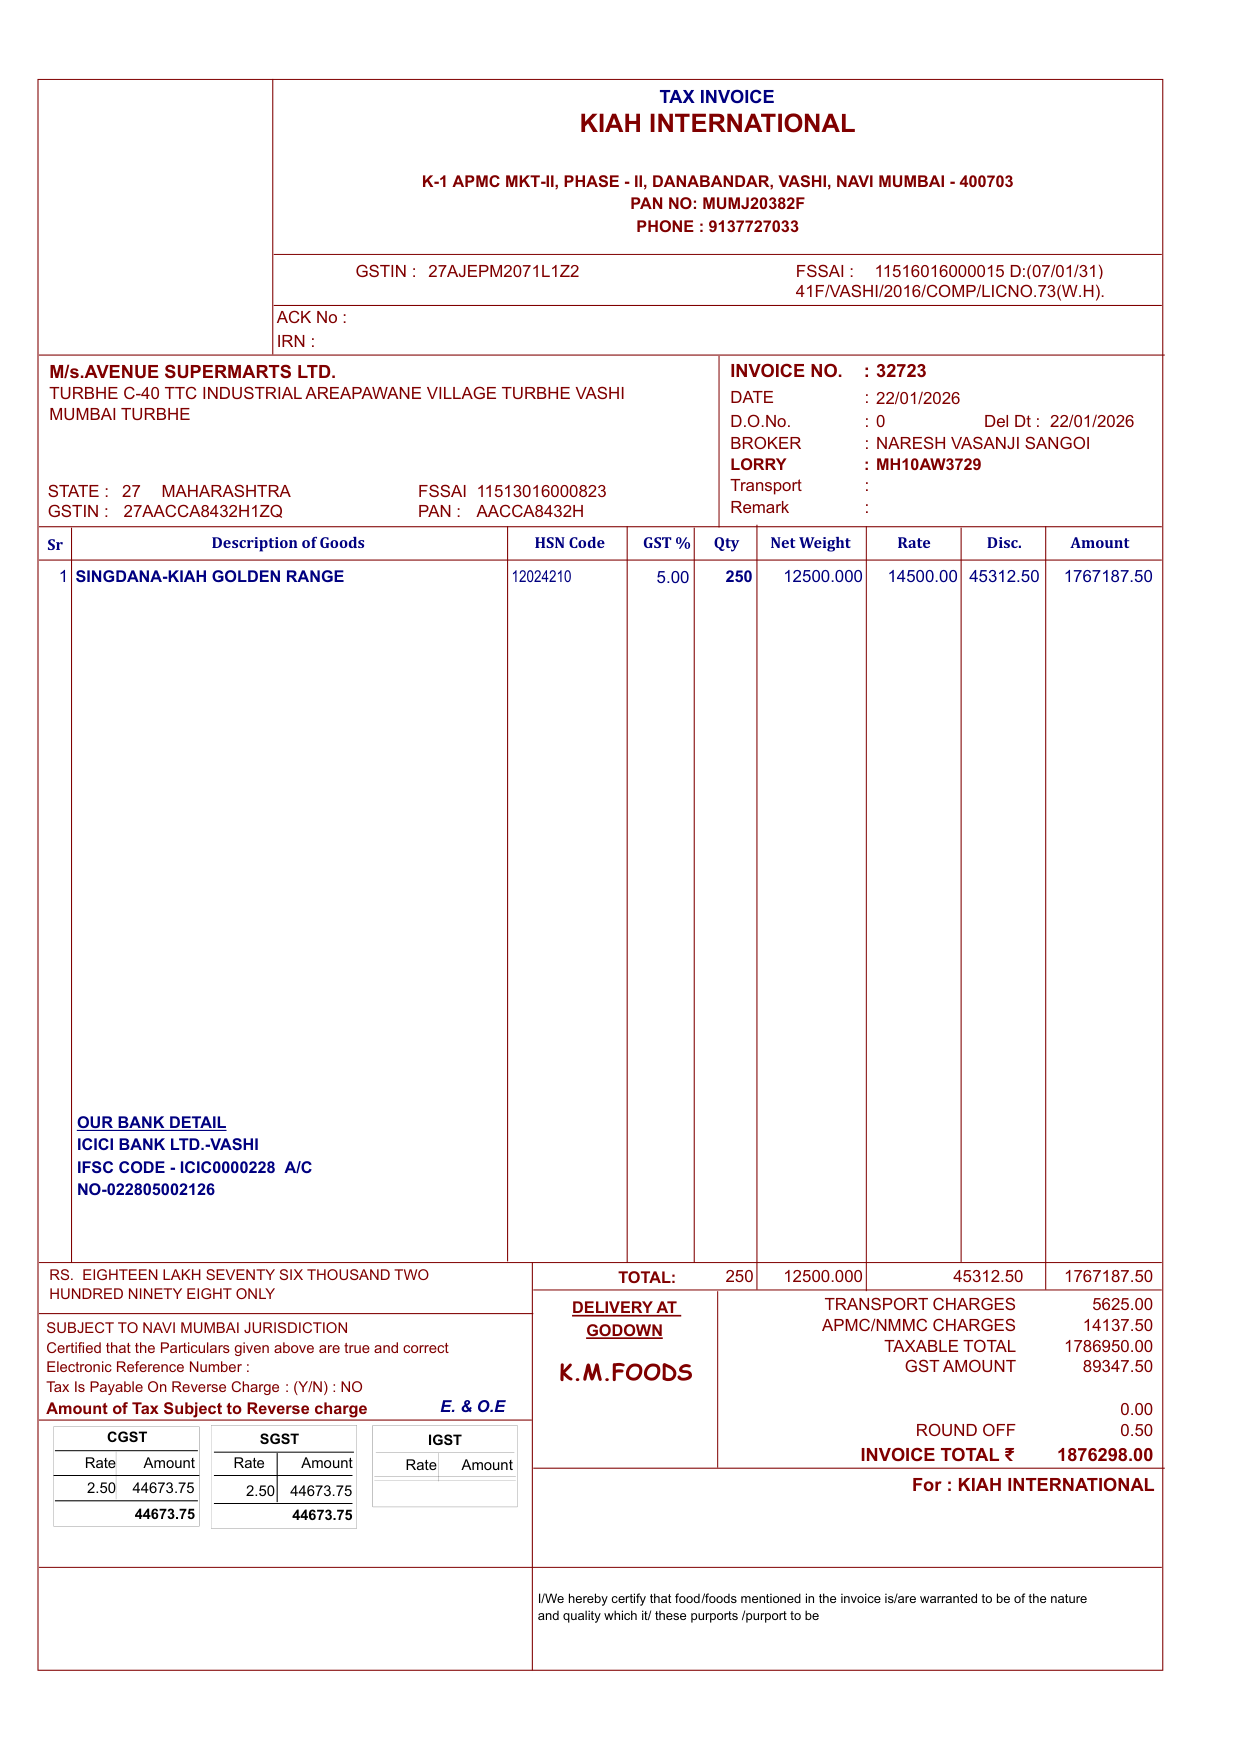 TAX INVOICE
KIAH INTERNATIONAL
K-1 APMC MKT-II, PHASE - II, DANABANDAR, VASHI, NAVI MUMBAI - 400703
PAN NO: MUMJ20382F
PHONE : 9137727033
GSTIN : 27AJEPM2071L1Z2 FSSAI : 11516016000015 D:(07/01/31)
41F/VASHI/2016/COMP/LICNO.73(W.H).
ACK No :
IRN :
M/s.AVENUE SUPERMARTS LTD.
TURBHE C-40 TTC INDUSTRIAL AREAPAWANE VILLAGE TURBHE VASHI
MUMBAI TURBHE
STATE : 27 MAHARASHTRA FSSAI 11513016000823
GSTIN : 27AACCA8432H1ZQ PAN : AACCA8432H
INVOICE NO. : 32723
DATE : 22/01/2026
D.O.No. : 0 Del Dt : 22/01/2026
BROKER : NARESH VASANJI SANGOI
LORRY : MH10AW3729
Transport :
Remark :
Sr Description of Goods HSN Code GST % Qty Net Weight Rate Disc. Amount
1 SINGDANA-KIAH GOLDEN RANGE 12024210 5.00 250 12500.000 14500.00 45312.50 1767187.50
OUR BANK DETAIL
ICICI BANK LTD.-VASHI
IFSC CODE - ICIC0000228 A/C
NO-022805002126
RS. EIGHTEEN LAKH SEVENTY SIX THOUSAND TWO
HUNDRED NINETY EIGHT ONLY
TOTAL: 250 12500.000 45312.50 1767187.50
SUBJECT TO NAVI MUMBAI JURISDICTION
Certified that the Particulars given above are true and correct
Electronic Reference Number :
Tax Is Payable On Reverse Charge : (Y/N) : NO
Amount of Tax Subject to Reverse charge E. & O.E
DELIVERY AT
GODOWN
K.M.FOODS
TRANSPORT CHARGES 5625.00
APMC/NMMC CHARGES 14137.50
TAXABLE TOTAL 1786950.00
GST AMOUNT 89347.50
0.00
ROUND OFF 0.50
INVOICE TOTAL ₹ 1876298.00
CGST SGST IGST
Rate Amount Rate Amount Rate Amount
2.50 44673.75 2.50 44673.75
44673.75 44673.75
For : KIAH INTERNATIONAL
I/We hereby certify that food/foods mentioned in the invoice is/are warranted to be of the nature
and quality which it/ these purports /purport to be